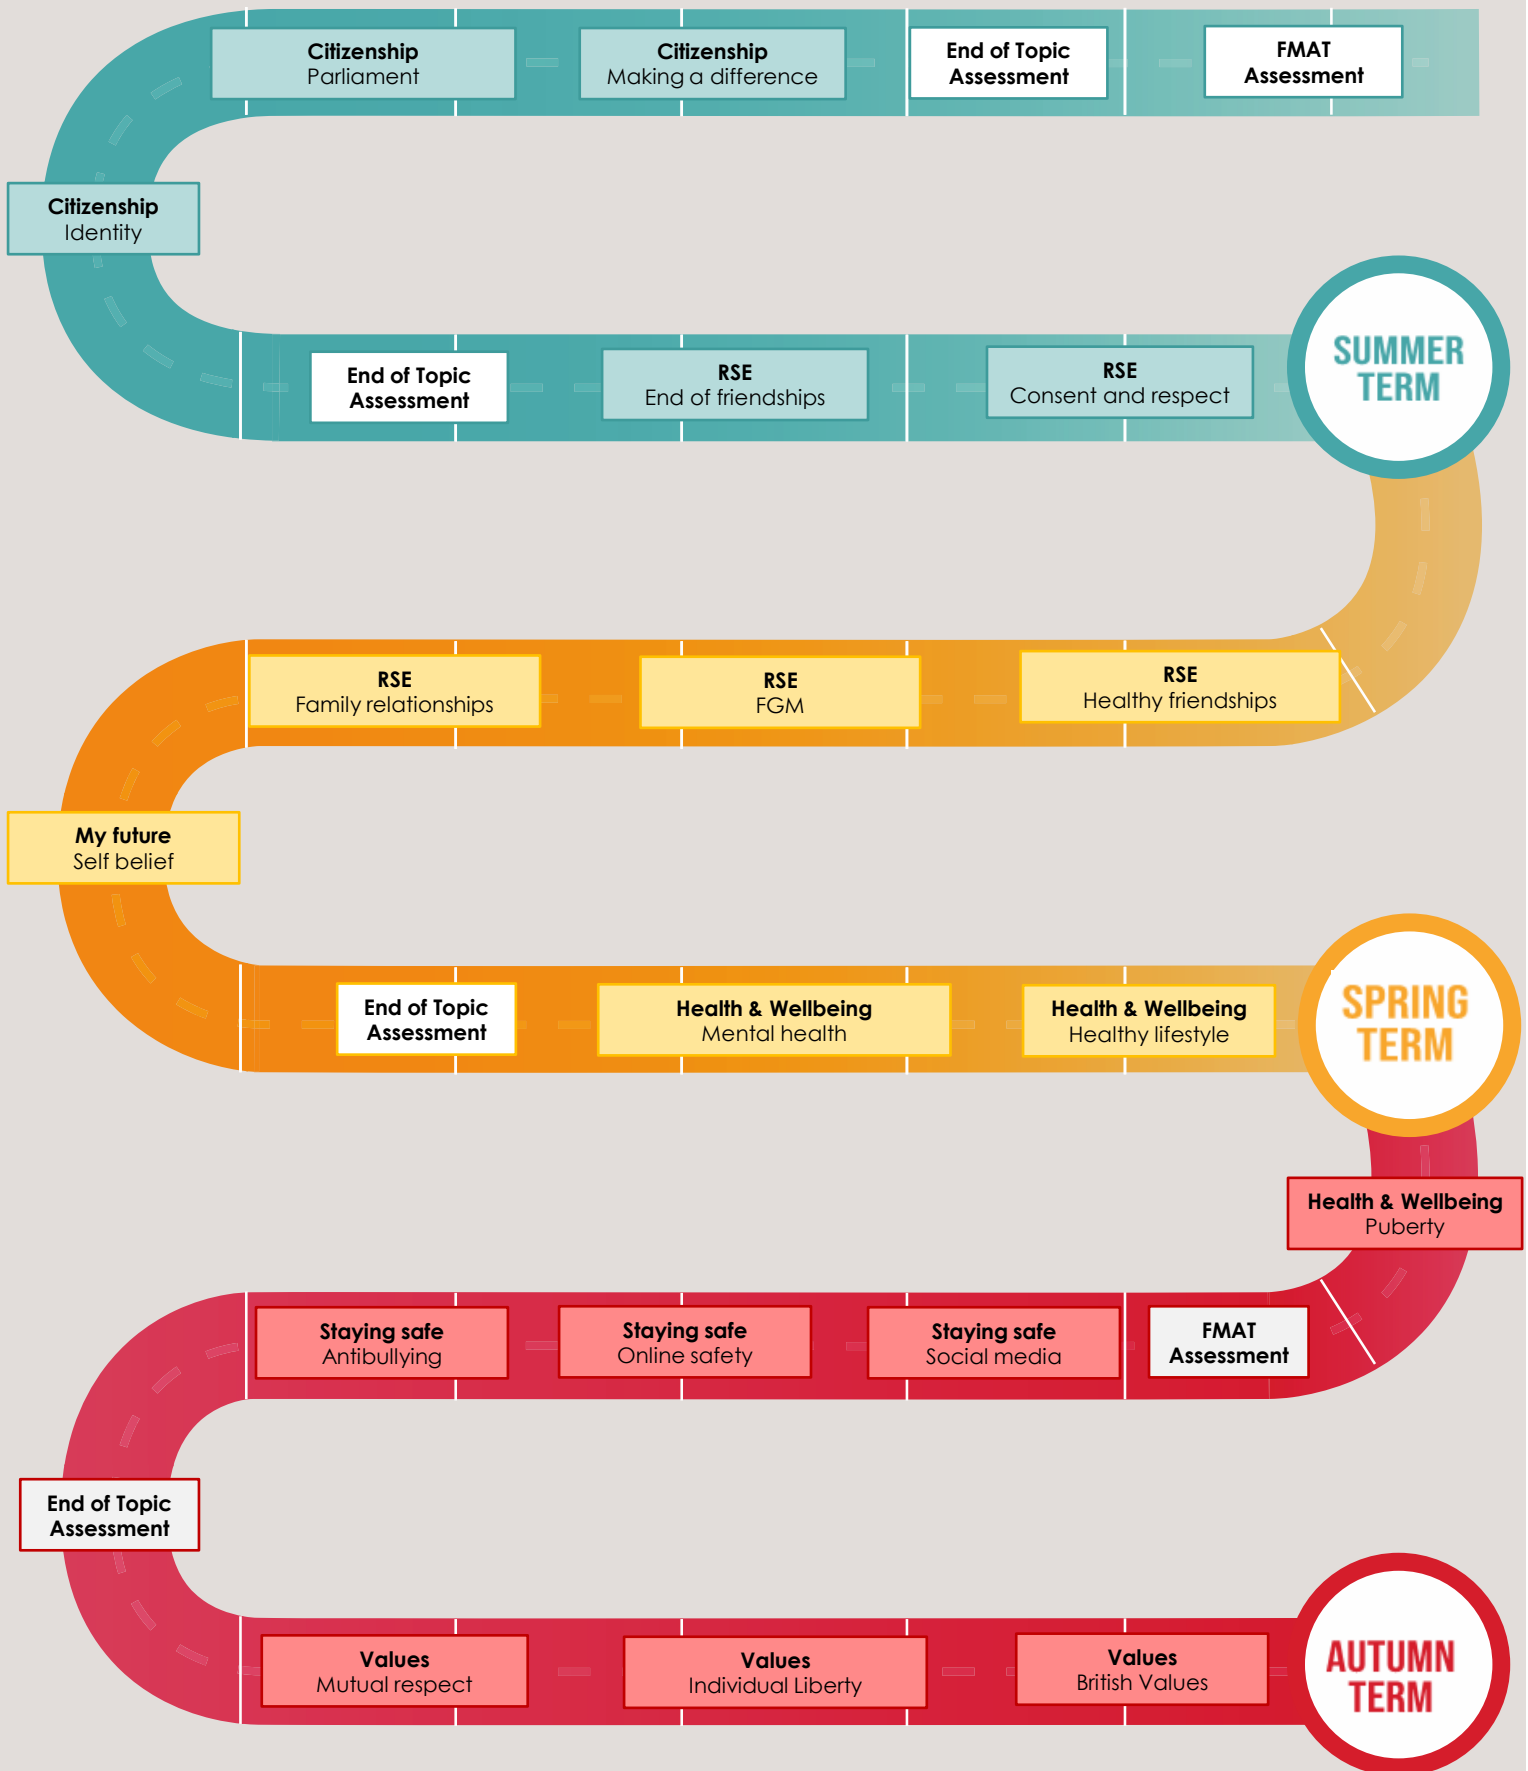 Citizenship
Parliament
Citizenship
Making a difference
End of Topic
Assessment
FMAT
Assessment
Citizenship
Identity
End of Topic
Assessment
RSE
End of friendships
RSE
Consent and respect
SUMMER
TERM
RSE
Family relationships
RSE
FGM
RSE
Healthy friendships
My future
Self belief
End of Topic
Assessment
Health & Wellbeing
Mental health
Health & Wellbeing
Healthy lifestyle
SPRING
TERM
Health & Wellbeing
Puberty
Staying safe
Antibullying
Staying safe
Online safety
Staying safe
Social media
FMAT
Assessment
End of Topic
Assessment
Values
Mutual respect
Values
Individual Liberty
Values
British Values
AUTUMN
TERM